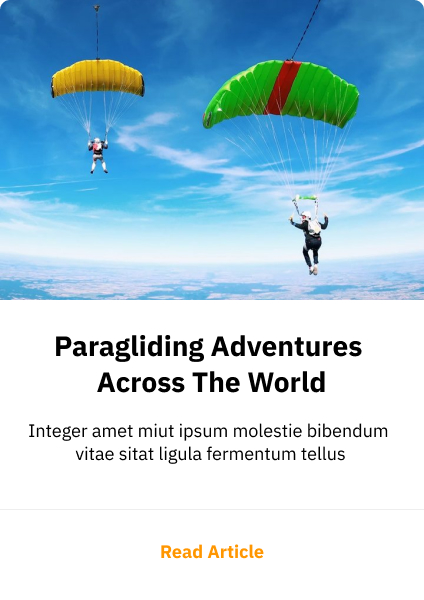 Paragliding Adventures
Across The World
Integer amet miut ipsum molestie bibendum
vitae sitat ligula fermentum tellus
Read Article